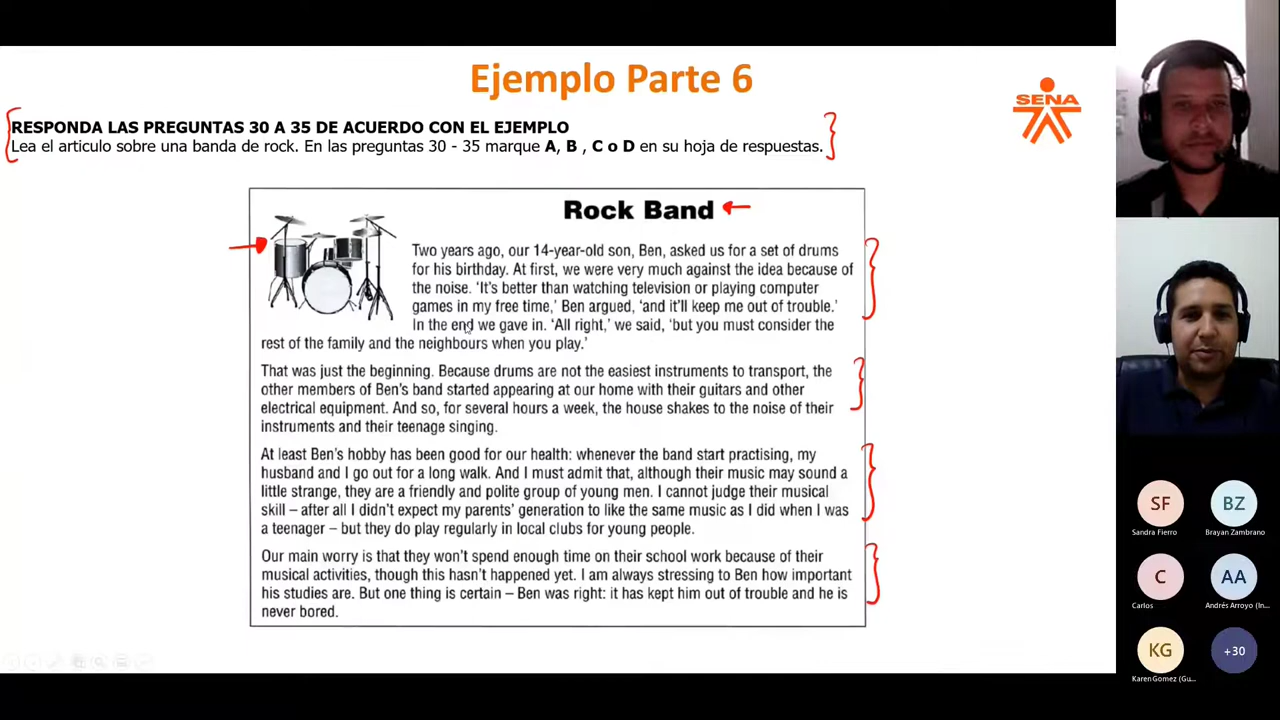 Ejemplo Parte 6
SENA
RESPONDA LAS PREGUNTAS 30 A 35 DE ACUERDO CON EL EJEMPLO
Lea el articulo sobre una banda de rock. En las preguntas 30 - 35 marque A, B , C o D en su hoja de respuestas.
Rock Band
Two years ago, our 14-year-old son, Ben, asked us for a set of drums
for his birthday. At first, we were very much against the idea because of
the noise. ‘It’s better than watching television or playing computer
games in my free time,’ Ben argued, ‘and it’ll keep me out of trouble.’
In the end we gave in. ‘All right,’ we said, ‘but you must consider the
rest of the family and the neighbours when you play.’
That was just the beginning. Because drums are not the easiest instruments to transport, the
other members of Ben’s band started appearing at our home with their guitars and other
electrical equipment. And so, for several hours a week, the house shakes to the noise of their
instruments and their teenage singing.
At least Ben’s hobby has been good for our health: whenever the band start practising, my
husband and I go out for a long walk. And I must admit that, although their music may sound a
little strange, they are a friendly and polite group of young men. I cannot judge their musical
skill – after all I didn’t expect my parents’ generation to like the same music as I did when I was
a teenager – but they do play regularly in local clubs for young people.
Our main worry is that they won’t spend enough time on their school work because of their
musical activities, though this hasn’t happened yet. I am always stressing to Ben how important
his studies are. But one thing is certain – Ben was right: it has kept him out of trouble and he is
never bored.
SF
Sandra Fierro
BZ
Brayan Zambrano
C
Carlos
AA
Andrés Arroyo (In...
KG
Karen Gomez (Gu...
+30